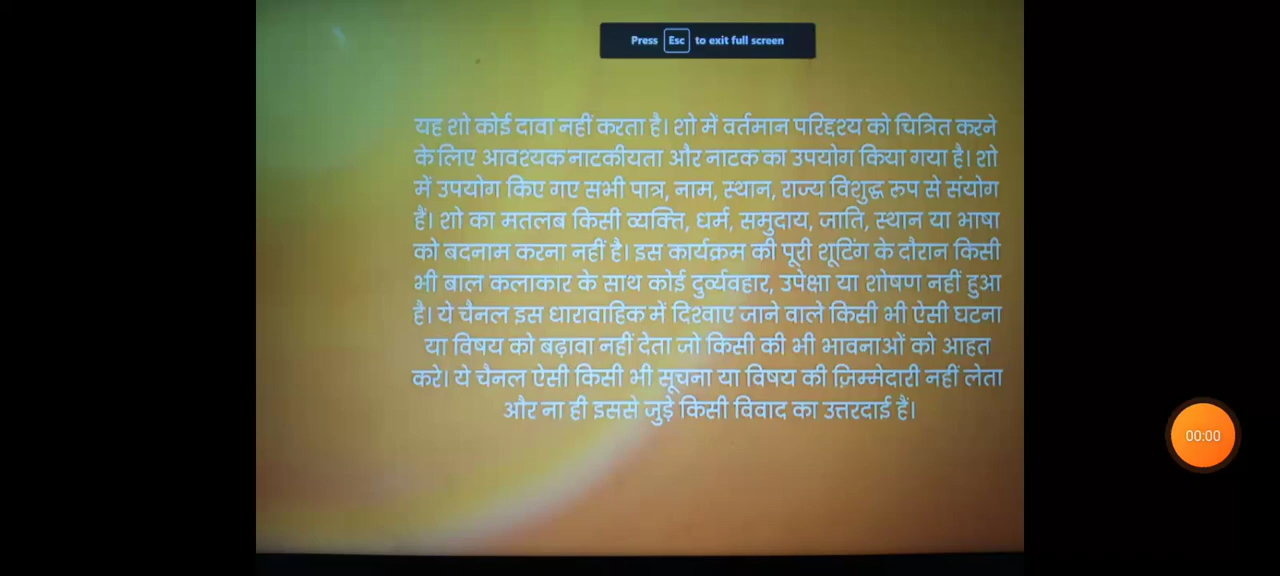 Press Esc to exit full screen
यह शो कोई दावा नहीं करता है। शो में वर्तमान परिद्दश्य को चित्रित करने
के लिए आवश्यक नाटकीयता और नाटक का उपयोग किया गया है। शो
में उपयोग किए गए सभी पात्र, नाम, स्थान, राज्य विशुद्ध रुप से संयोग
हैं। शो का मतलब किसी व्यक्ति, धर्म, समुदाय, जाति, स्थान या भाषा
को बदनाम करना नहीं है। इस कार्यक्रम की पूरी शूटिंग के दौरान किसी
भी बाल कलाकार के साथ कोई दुर्व्यवहार, उपेक्षा या शोषण नहीं हुआ
है। ये चैनल इस धारावाहिक में दिखाए जाने वाले किसी भी ऐसी घटना
या विषय को बढ़ावा नहीं देता जो किसी की भी भावनाओं को आहत
करे। ये चैनल ऐसी किसी भी सूचना या विषय की ज़िम्मेदारी नहीं लेता
और ना ही इससे जुड़े किसी विवाद का उत्तरदाई हैं।
00:00